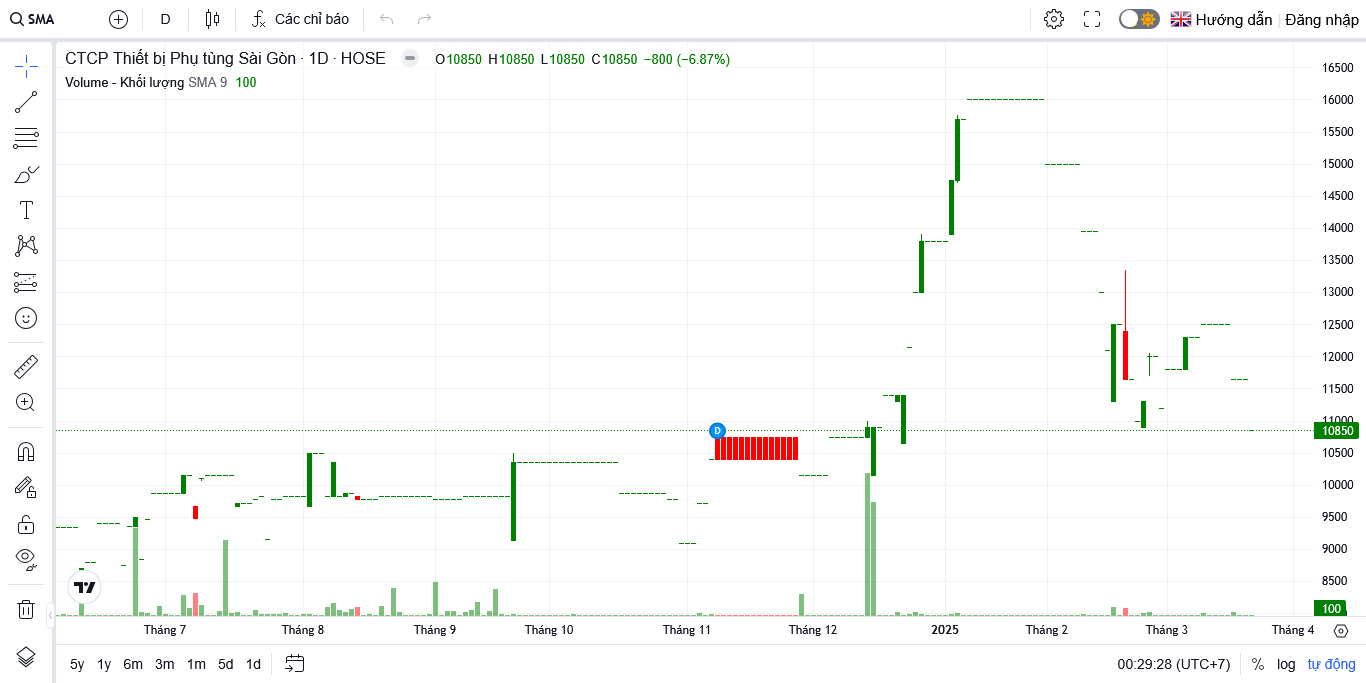 SMA D Các chỉ báo Hướng dẫn Đăng nhập
CTCP Thiết bị Phụ tùng Sài Gòn · 1D · HOSE O10850 H10850 L10850 C10850 −800 (−6.87%)
Volume - Khối lượng SMA 9 100
16500
16000
15500
15000
14500
14000
13500
13000
12500
12000
11500
11000
10850
10500
10000
9500
9000
8500
100
D
T
Tháng 7 Tháng 8 Tháng 9 Tháng 10 Tháng 11 Tháng 12 2025 Tháng 2 Tháng 3 Tháng 4
5y 1y 6m 3m 1m 5d 1d 00:29:28 (UTC+7) % log tự động